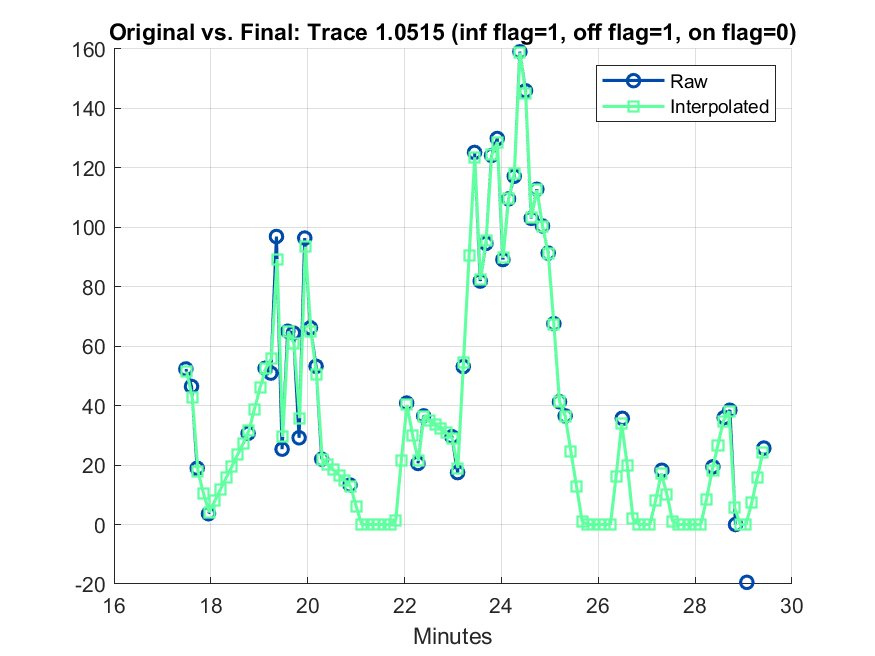 Original vs. Final: Trace 1.0515 (inf flag=1, off flag=1, on flag=0)
160
140
120
100
80
60
40
20
0
-20
Raw
Interpolated
16 18 20 22 24 26 28 30
Minutes